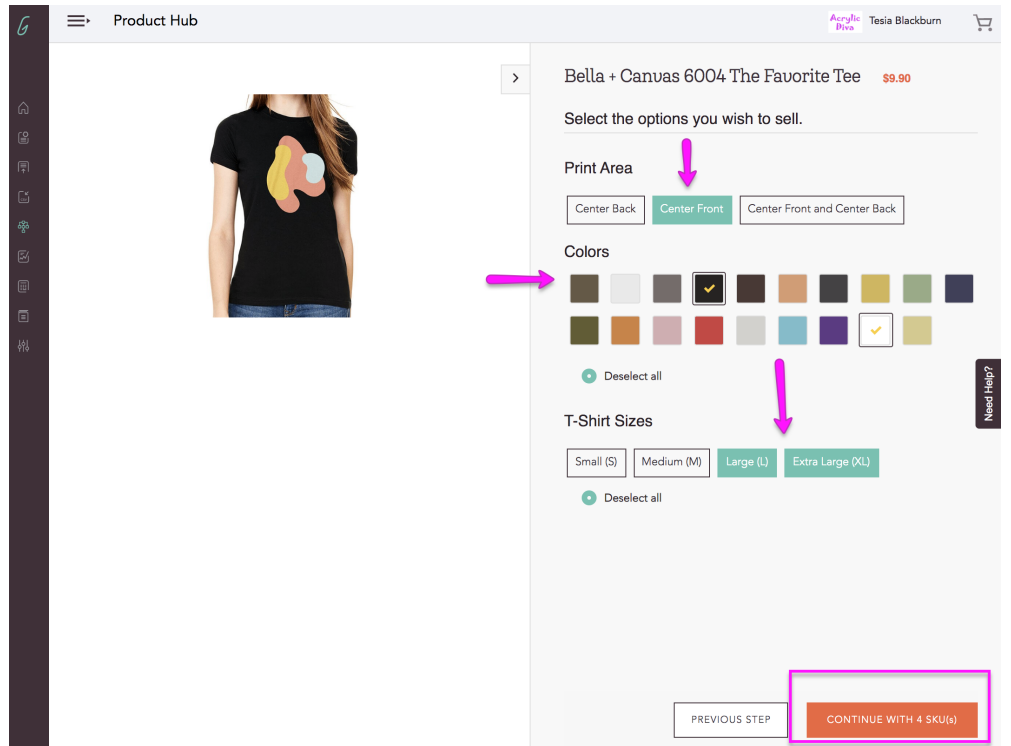 Product Hub
Acrylic
Diva
Tesia Blackburn
Bella + Canvas 6004 The Favorite Tee $9.90
Select the options you wish to sell.
Print Area
Center Back
Center Front
Center Front and Center Back
Colors
Deselect all
Need Help?
T-Shirt Sizes
Small (S)
Medium (M)
Large (L)
Extra Large (XL)
Deselect all
PREVIOUS STEP
CONTINUE WITH 4 SKU(s)